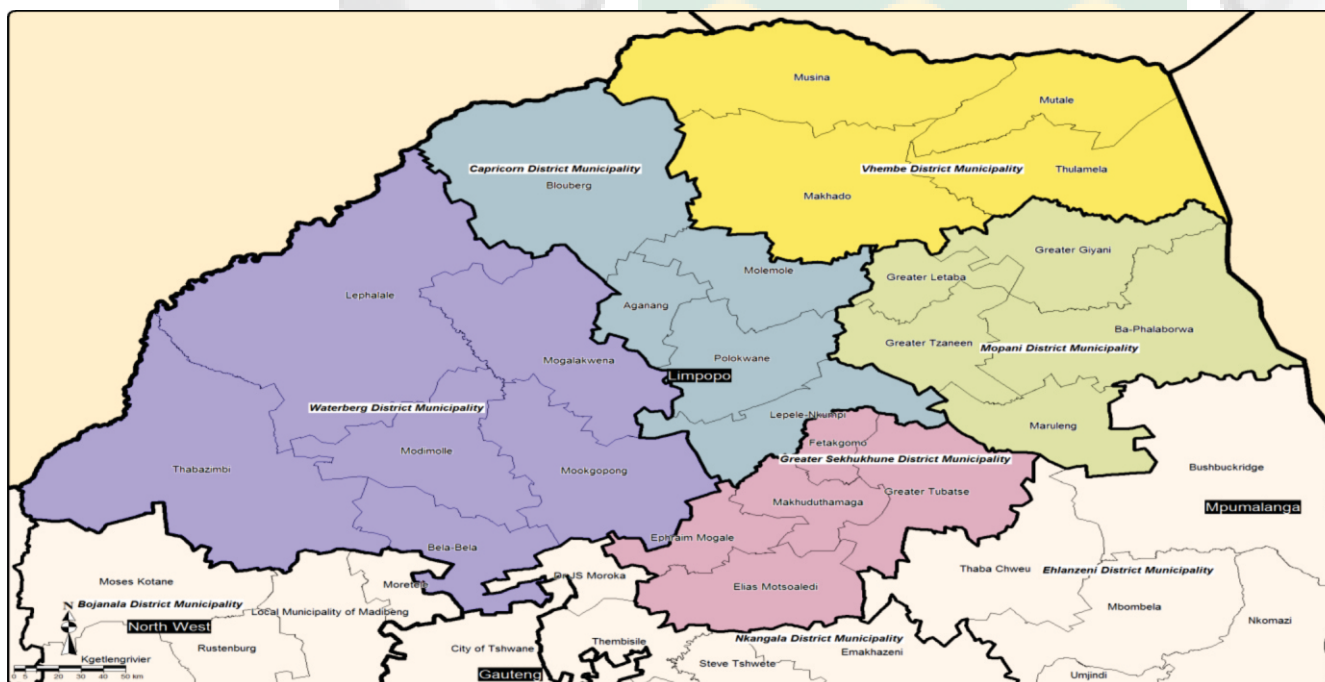 Musina
Mutale
Capricorn District Municipality
Vhembe District Municipality
Blouberg
Thulamela
Makhado
Greater Giyani
Molemole
Greater Letaba
Lephalale
Aganang
Ba-Phalaborwa
Greater Tzaneen
Mopani District Municipality
Mogalakwena
Polokwane
Limpopo
Waterberg District Municipality
Lepele-Nkumpi
Maruleng
Fetakgomo
Modimolle
Greater Sekhukhune District Municipality
Thabazimbi
Mookgopong
Bushbuckridge
Greater Tubatse
Makhuduthamaga
Mpumalanga
Ephraim Mogale
Bela-Bela
Thaba Chweu
Ehlanzeni District Municipality
Moses Kotane
Dr JS Moroka
Elias Motsoaledi
Mbombela
N
Bojanala District Municipality
Local Municipality of Madibeng
Nkomazi
North West
Nkangala District Municipality
Rustenburg
City of Tshwane
Thembisile
Emakhazeni
Kgetlengrivier
Steve Tshwete
0 5 10 20 30 40 50 km
Gauteng
Umjindi